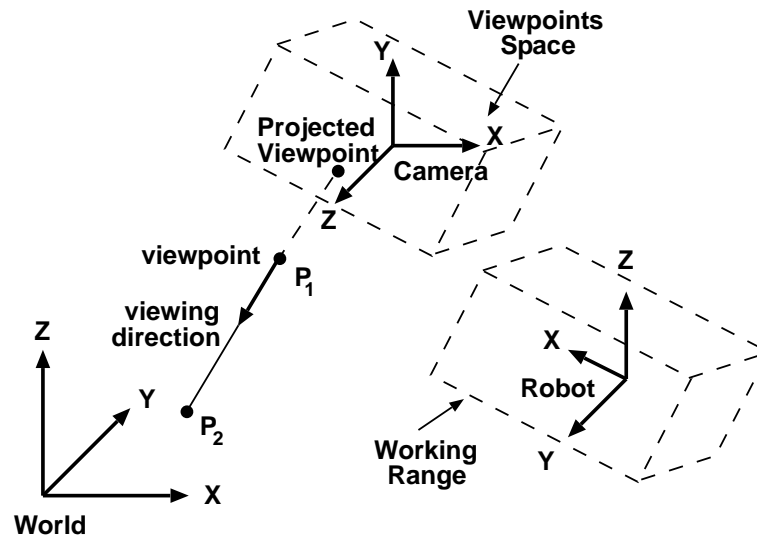 Viewpoints
Space
Y
Projected
Viewpoint
X
Camera
Z
viewpoint
P1
viewing
direction
Z
X
Robot
Z
Y
P2
Working
Range
Y
X
World